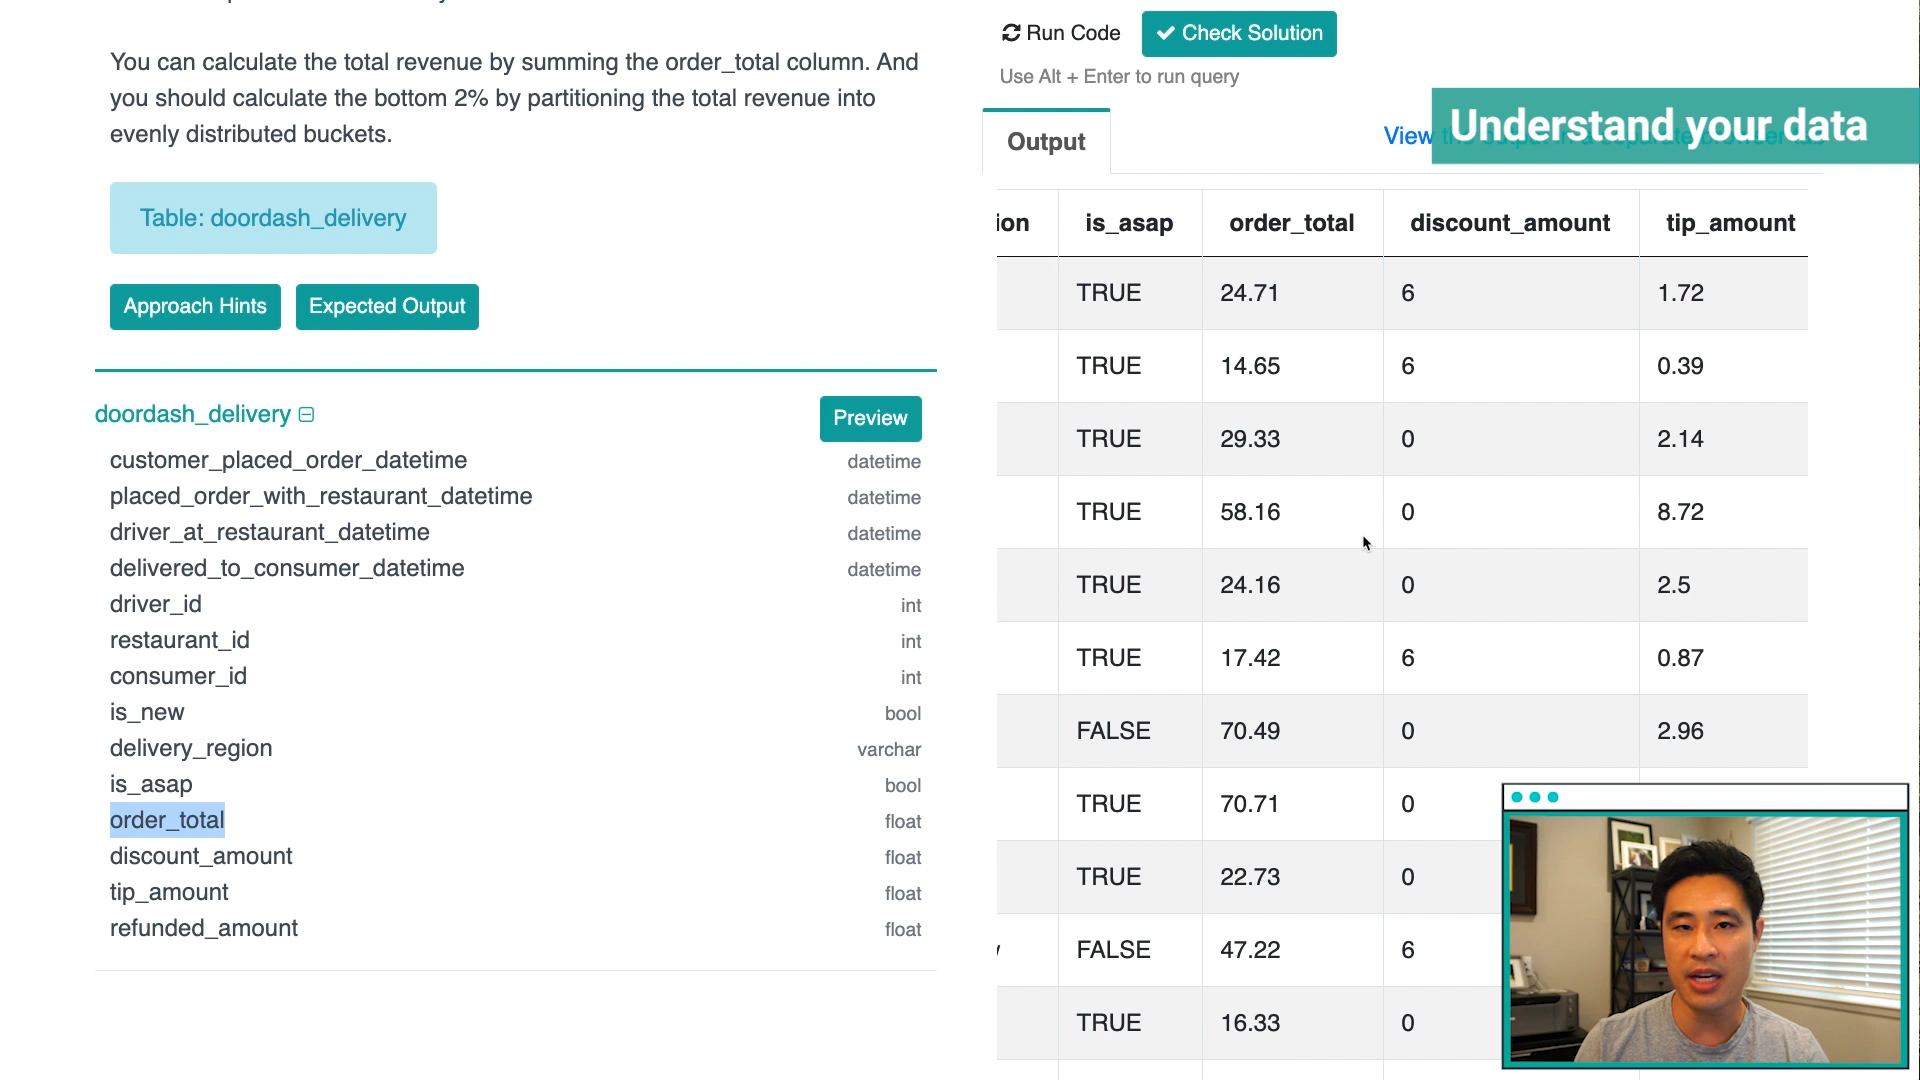 You can calculate the total revenue by summing the order_total column. And
you should calculate the bottom 2% by partitioning the total revenue into
evenly distributed buckets.
Table: doordash_delivery
Approach Hints
Expected Output
doordash_delivery
Preview
customer_placed_order_datetime datetime
placed_order_with_restaurant_datetime datetime
driver_at_restaurant_datetime datetime
delivered_to_consumer_datetime datetime
driver_id int
restaurant_id int
consumer_id int
is_new bool
delivery_region varchar
is_asap bool
order_total float
discount_amount float
tip_amount float
refunded_amount float
Run Code
Check Solution
Use Alt + Enter to run query
Understand your data
Output
View
ion is_asap order_total discount_amount tip_amount
TRUE 24.71 6 1.72
TRUE 14.65 6 0.39
TRUE 29.33 0 2.14
TRUE 58.16 0 8.72
TRUE 24.16 0 2.5
TRUE 17.42 6 0.87
FALSE 70.49 0 2.96
TRUE 70.71 0
TRUE 22.73 0
FALSE 47.22 6
TRUE 16.33 0